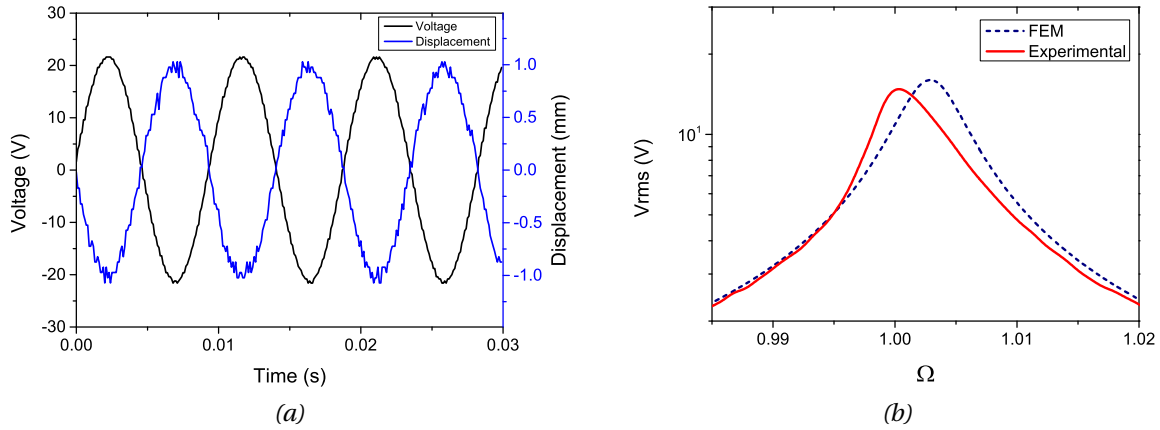 Voltage
Displacement
30
20
10
0
-10
-20
-30
1.0
0.5
0.0
-0.5
-1.0
Voltage (V)
Displacement (mm)
0.00
0.01
0.02
0.03
Time (s)
(a)
FEM
Experimental
10¹
Vrms (V)
0.99
1.00
1.01
1.02
Ω
(b)